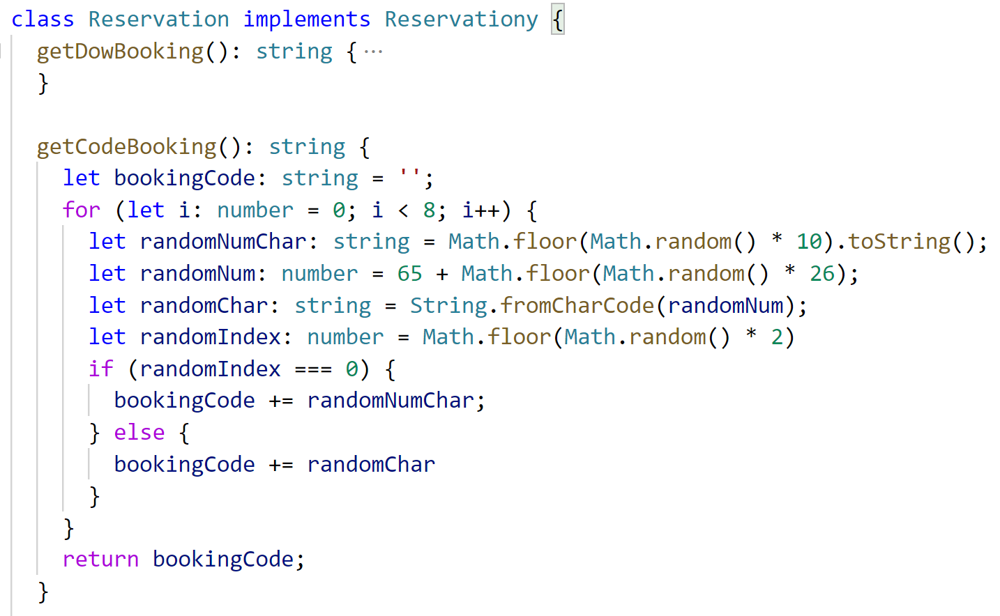 class Reservation implements Reservationy {
  getDowBooking(): string {···
  }

  getCodeBooking(): string {
    let bookingCode: string = '';
    for (let i: number = 0; i < 8; i++) {
      let randomNumChar: string = Math.floor(Math.random() * 10).toString();
      let randomNum: number = 65 + Math.floor(Math.random() * 26);
      let randomChar: string = String.fromCharCode(randomNum);
      let randomIndex: number = Math.floor(Math.random() * 2)
      if (randomIndex === 0) {
        bookingCode += randomNumChar;
      } else {
        bookingCode += randomChar
      }
    }
    return bookingCode;
  }